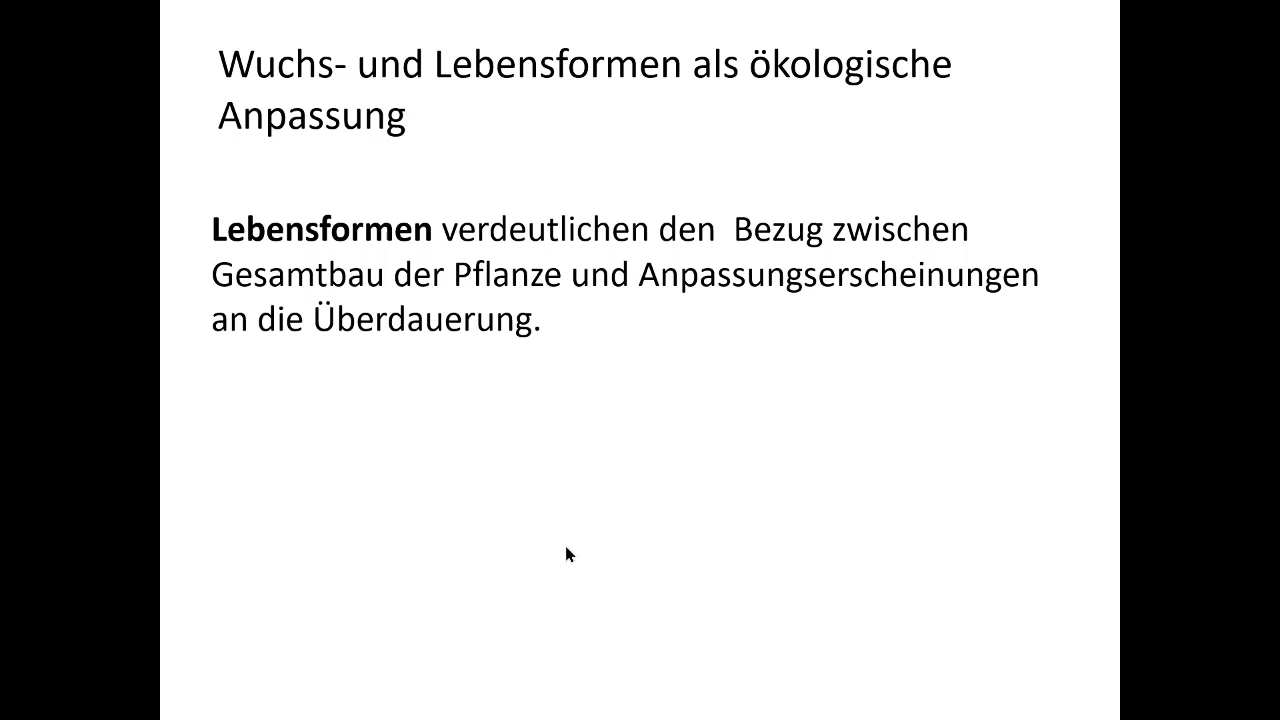 Wuchs- und Lebensformen als ökologische
Anpassung
Lebensformen verdeutlichen den  Bezug zwischen
Gesamtbau der Pflanze und Anpassungserscheinungen
an die Überdauerung.